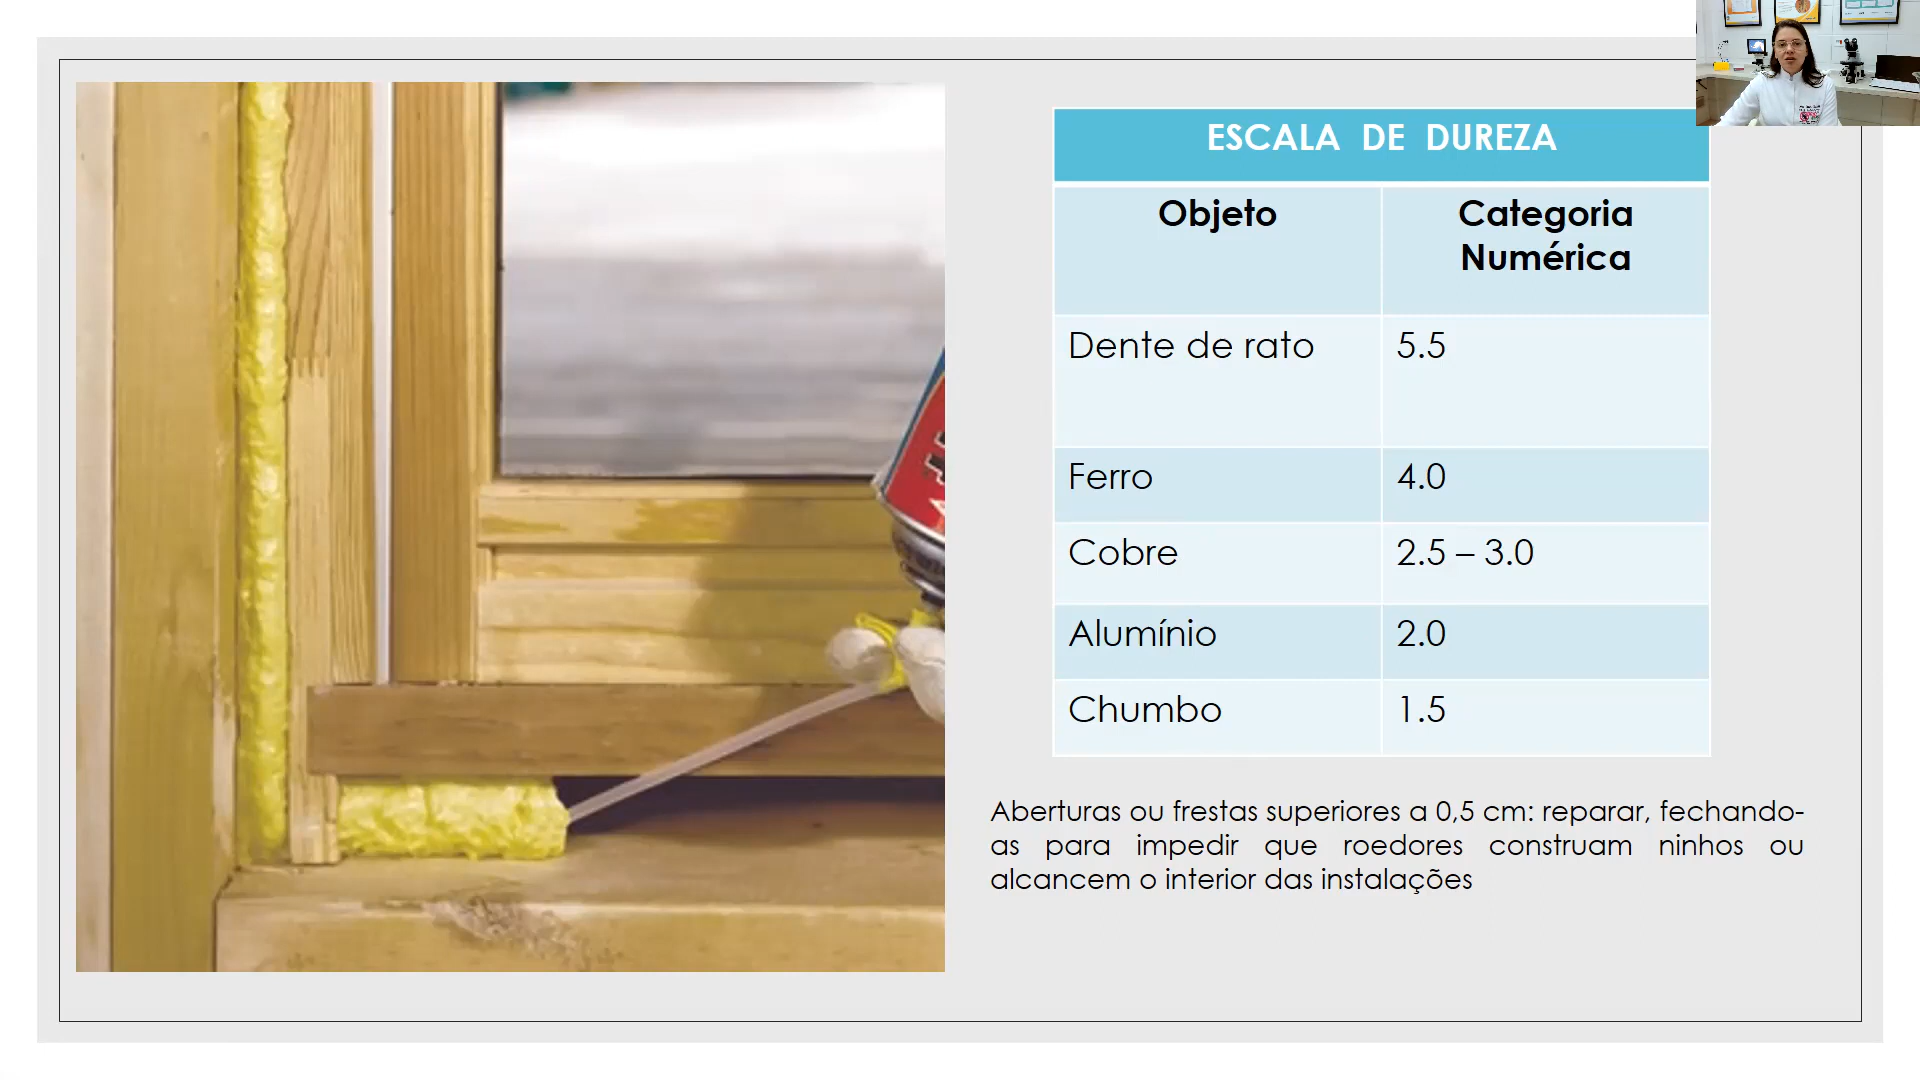 ESCALA DE DUREZA
Objeto
Categoria
Numérica
Dente de rato
5.5
Ferro
4.0
Cobre
2.5 – 3.0
Alumínio
2.0
Chumbo
1.5
Aberturas ou frestas superiores a 0,5 cm: reparar, fechando-
as para impedir que roedores construam ninhos ou
alcancem o interior das instalações